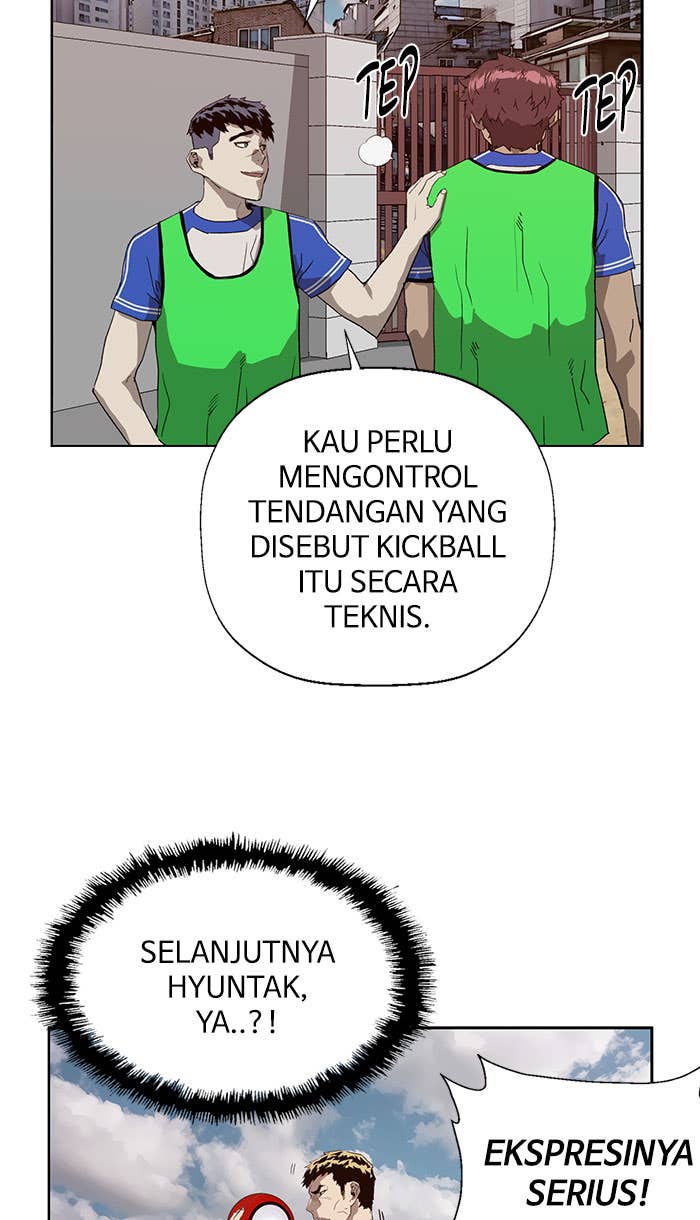 TEP
TEP
KAU PERLU
MENGONTROL
TENDANGAN YANG
DISEBUT KICKBALL
ITU SECARA
TEKNIS.
SELANJUTNYA
HYUNTAK,
YA..?!
EKSPRESINYA
SERIUS!